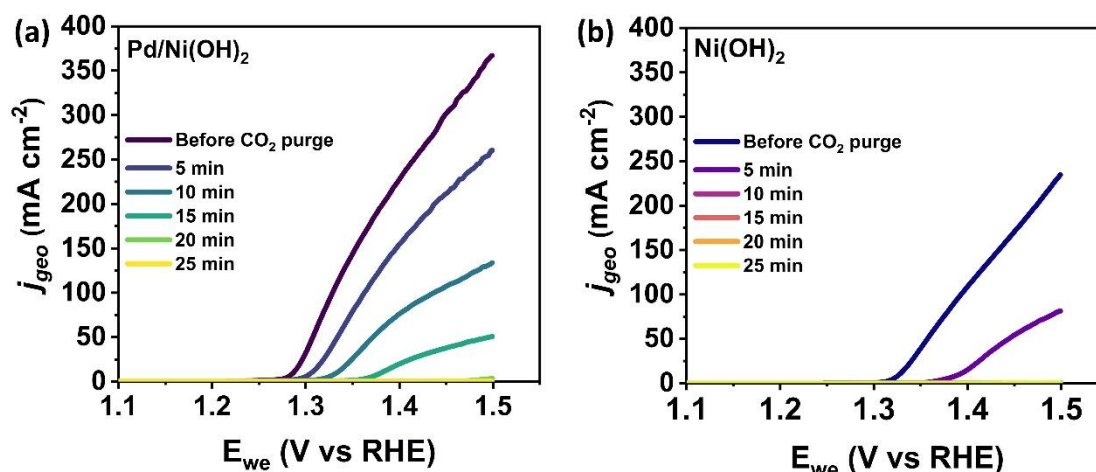 (a)
Pd/Ni(OH)₂
Before CO₂ purge
5 min
10 min
15 min
20 min
25 min
400
350
300
250
200
150
100
50
0
j_geo (mA cm⁻²)
1.1 1.2 1.3 1.4 1.5
E_we (V vs RHE)
(b)
Ni(OH)₂
Before CO₂ purge
5 min
10 min
15 min
20 min
25 min
400
350
300
250
200
150
100
50
0
j_geo (mA cm⁻²)
1.1 1.2 1.3 1.4 1.5
E_we (V vs RHE)